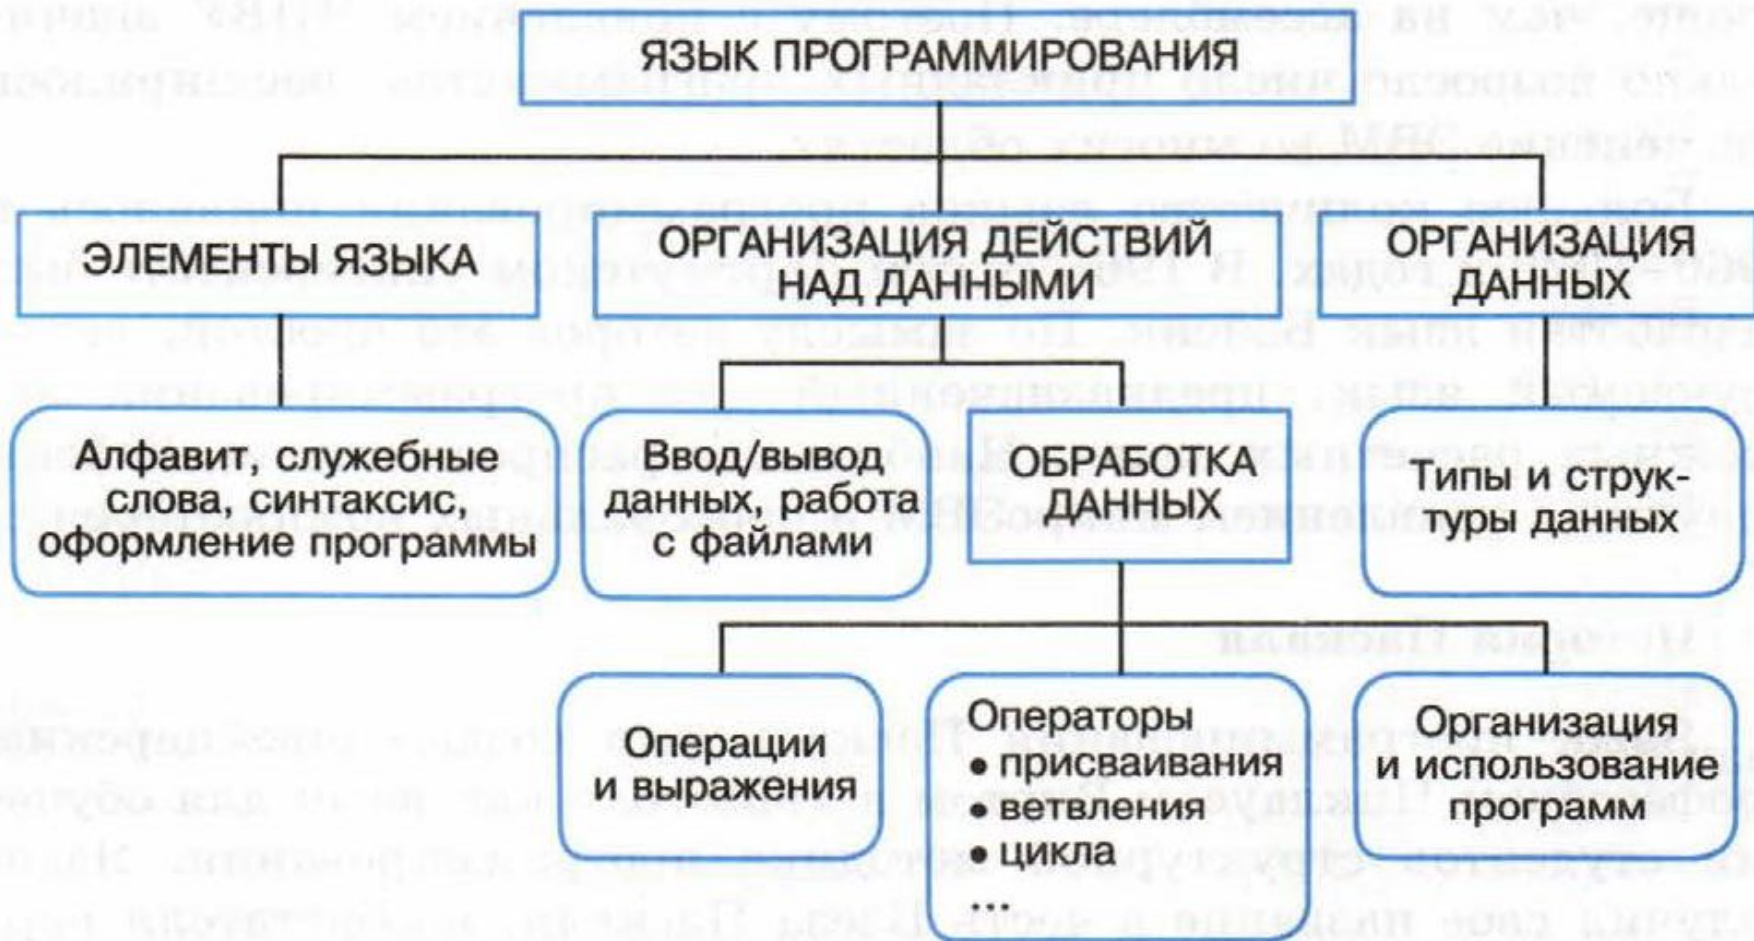 ЯЗЫК ПРОГРАММИРОВАНИЯ
ЭЛЕМЕНТЫ ЯЗЫКА
ОРГАНИЗАЦИЯ ДЕЙСТВИЙ
НАД ДАННЫМИ
ОРГАНИЗАЦИЯ
ДАННЫХ
Алфавит, служебные
слова, синтаксис,
оформление программы
Ввод/вывод
данных, работа
с файлами
ОБРАБОТКА
ДАННЫХ
Типы и струк-
туры данных
Операции
и выражения
Операторы
• присваивания
• ветвления
• цикла
...
Организация
и использование
программ